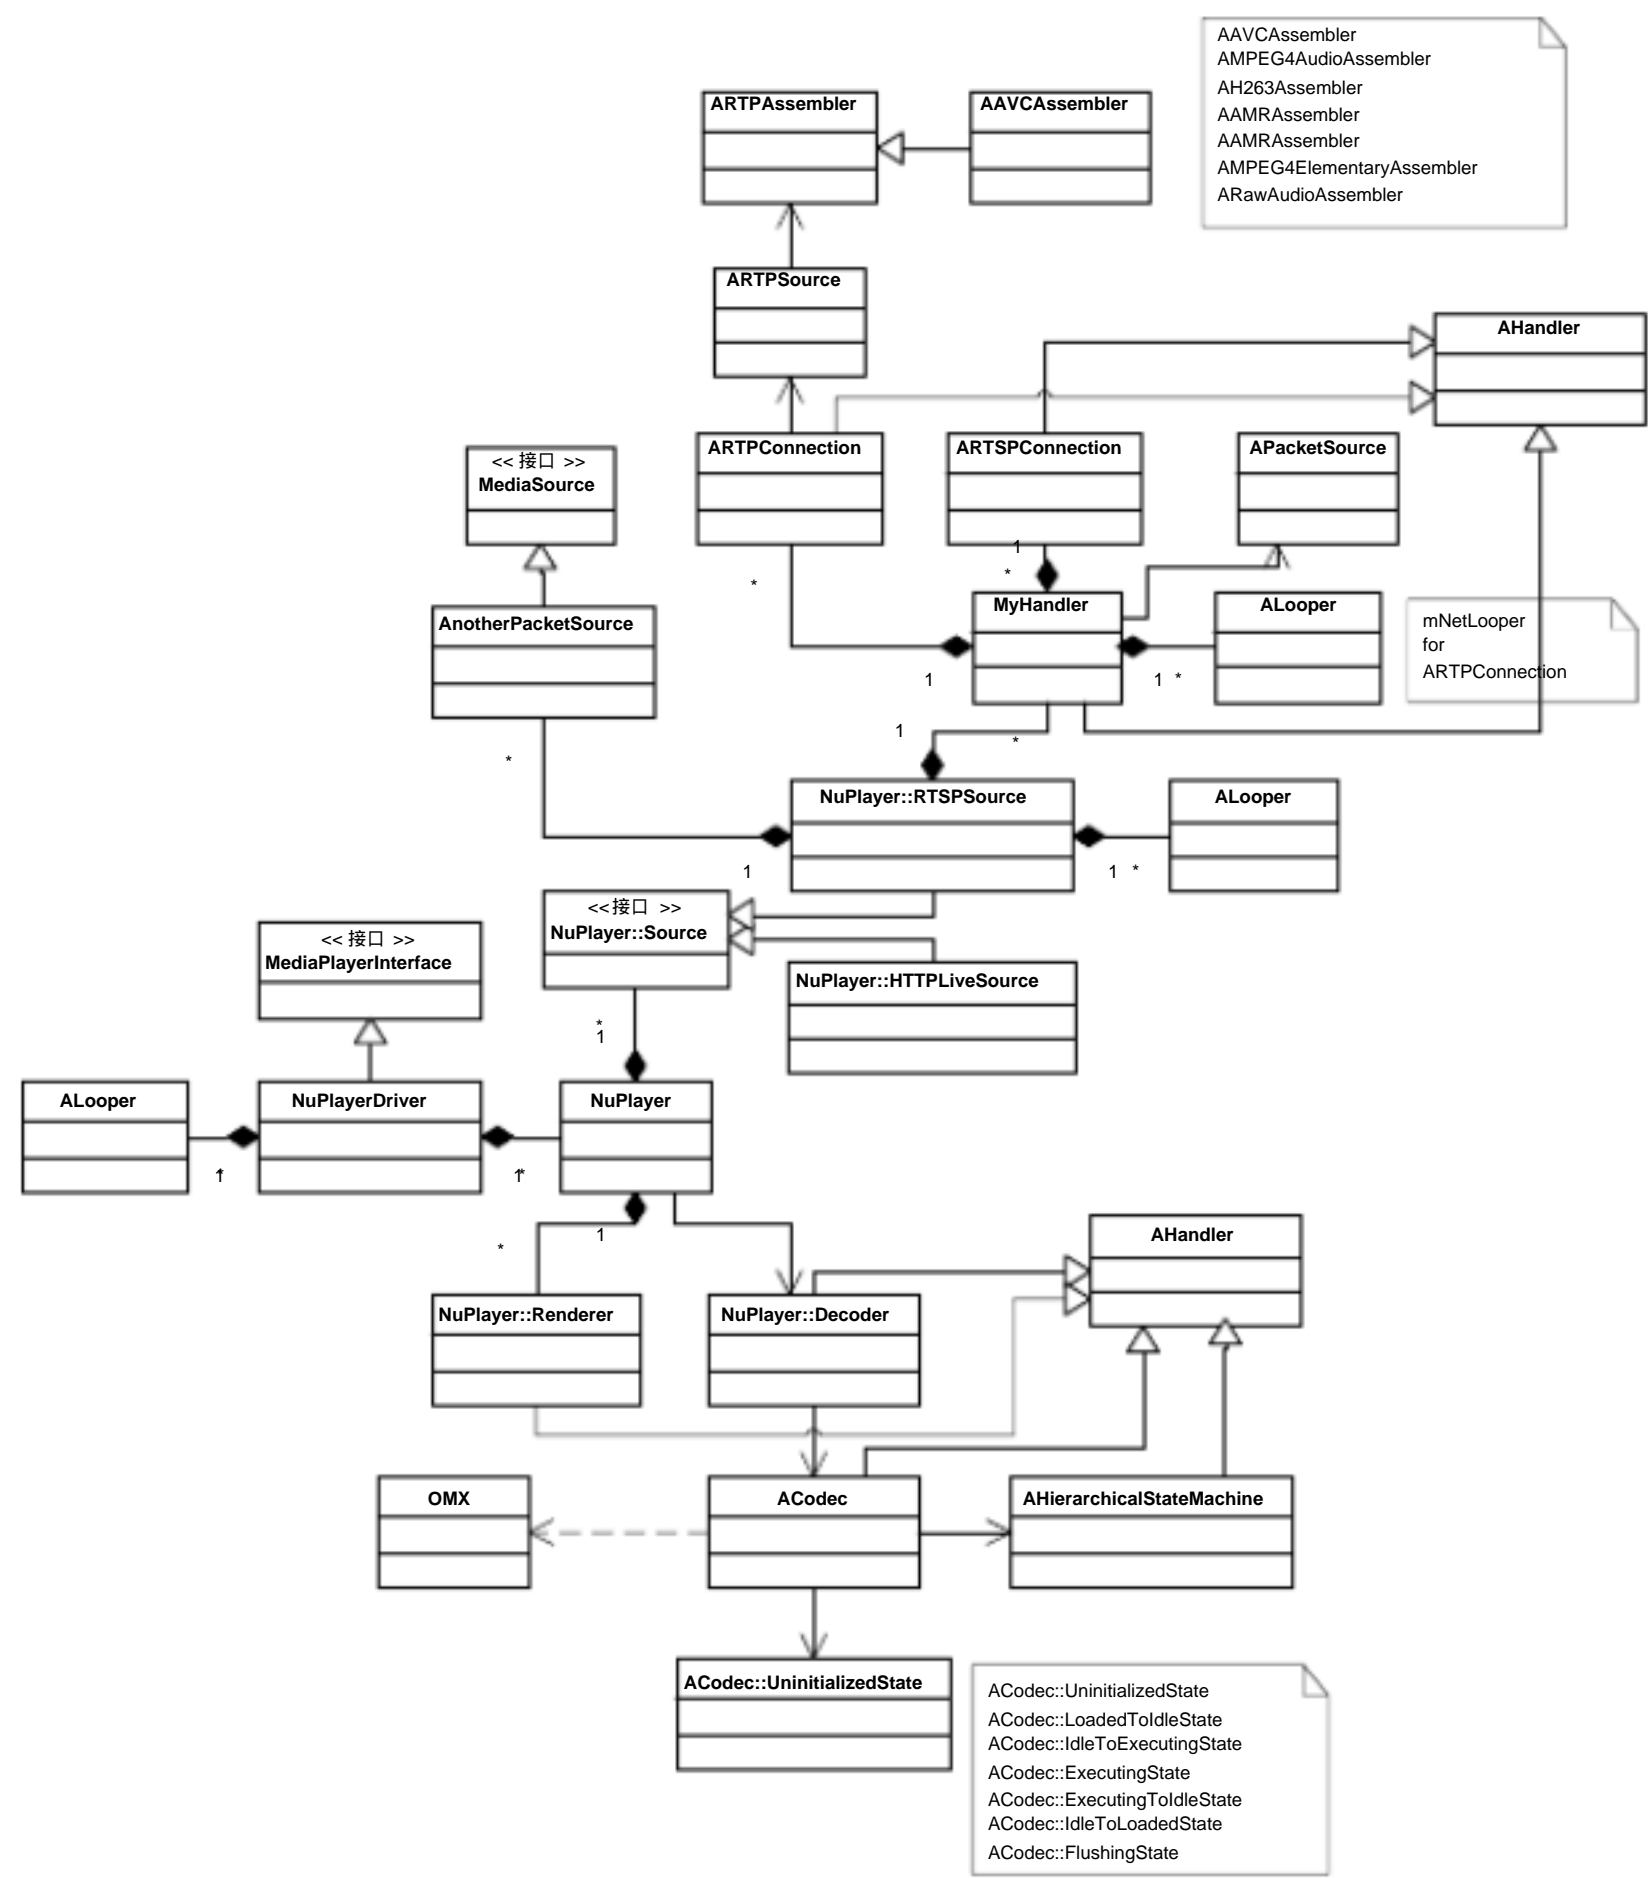 AAVCAssembler
AMPEG4AudioAssembler
AH263Assembler
AAMRAssembler
AAMRAssembler
AMPEG4ElementaryAssembler
ARawAudioAssembler
ARTPAssembler
AAVCAssembler
ARTPSource
AHandler
ARTPConnection
ARTSPConnection
APacketSource
<< 接口 >>
MediaSource
1
*
*
MyHandler
ALooper
mNetLooper
for
ARTPConnection
AnotherPacketSource
1
1 *
1
*
*
NuPlayer::RTSPSource
ALooper
1
1 *
<<接口 >>
NuPlayer::Source
<< 接口 >>
MediaPlayerInterface
NuPlayer::HTTPLiveSource
*
1
ALooper
NuPlayerDriver
NuPlayer
1*
1*
1
*
AHandler
NuPlayer::Renderer
NuPlayer::Decoder
OMX
ACodec
AHierarchicalStateMachine
ACodec::UninitializedState
ACodec::UninitializedState
ACodec::LoadedToIdleState
ACodec::IdleToExecutingState
ACodec::ExecutingState
ACodec::ExecutingToIdleState
ACodec::IdleToLoadedState
ACodec::FlushingState